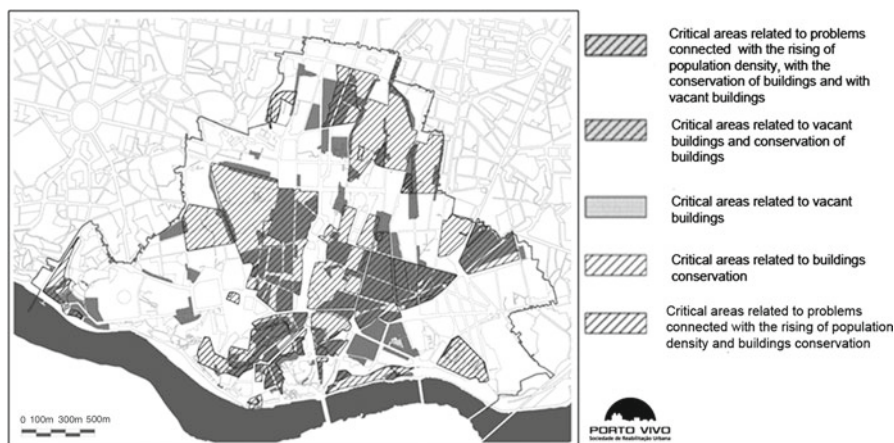 Critical areas related to problems
connected with the rising of
population density, with the
conservation of buildings and with
vacant buildings
Critical areas related to vacant
buildings and conservation of
buildings
Critical areas related to vacant
buildings
Critical areas related to buildings
conservation
Critical areas related to problems
connected with the rising of population
density and buildings conservation
0 100m 300m 500m
PORTO VIVO
Sociedade de Reabilitação Urbana